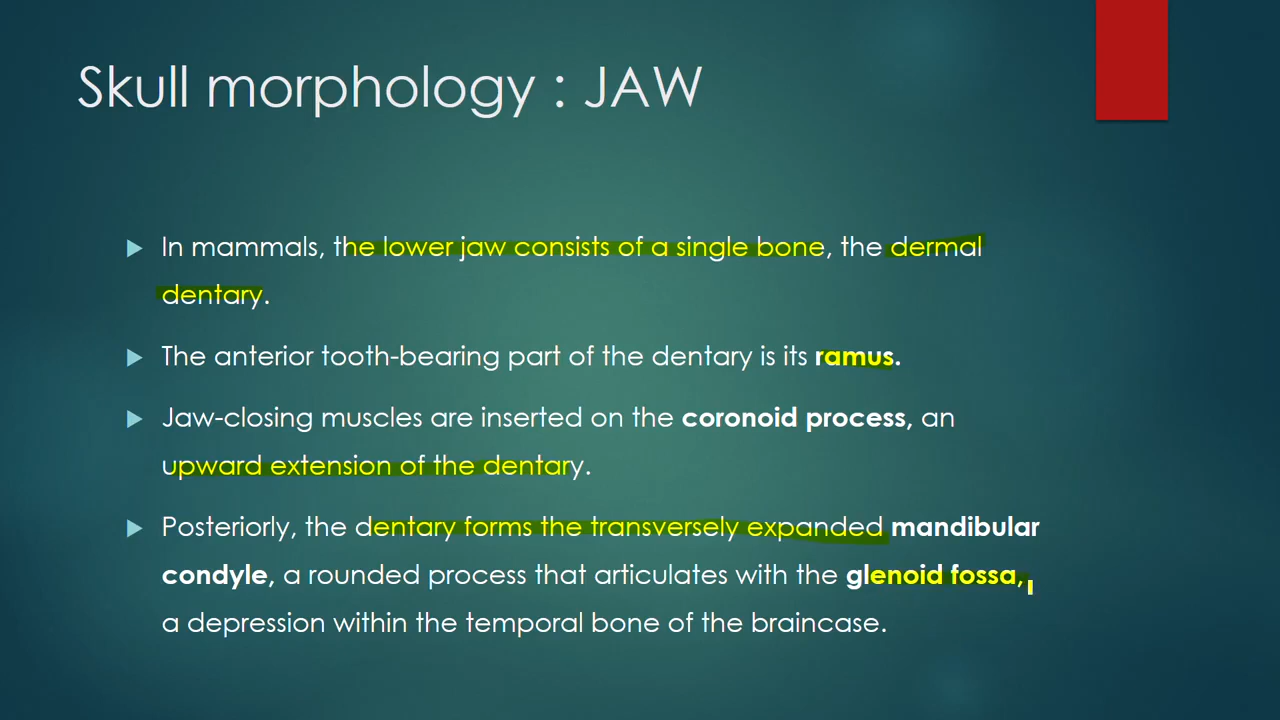 Skull morphology : JAW
In mammals, the lower jaw consists of a single bone, the dermal
dentary.
The anterior tooth-bearing part of the dentary is its ramus.
Jaw-closing muscles are inserted on the coronoid process, an
upward extension of the dentary.
Posteriorly, the dentary forms the transversely expanded mandibular
condyle, a rounded process that articulates with the glenoid fossa,
a depression within the temporal bone of the braincase.